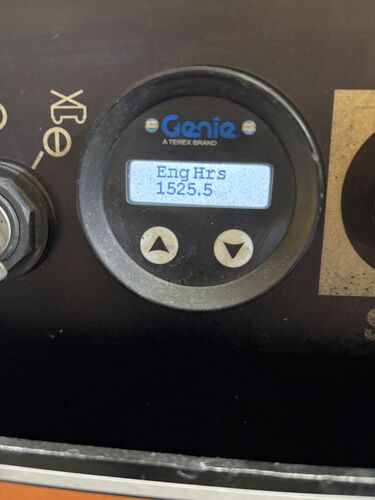 Genie
A TEREX BRAND
Eng Hrs
1525.5